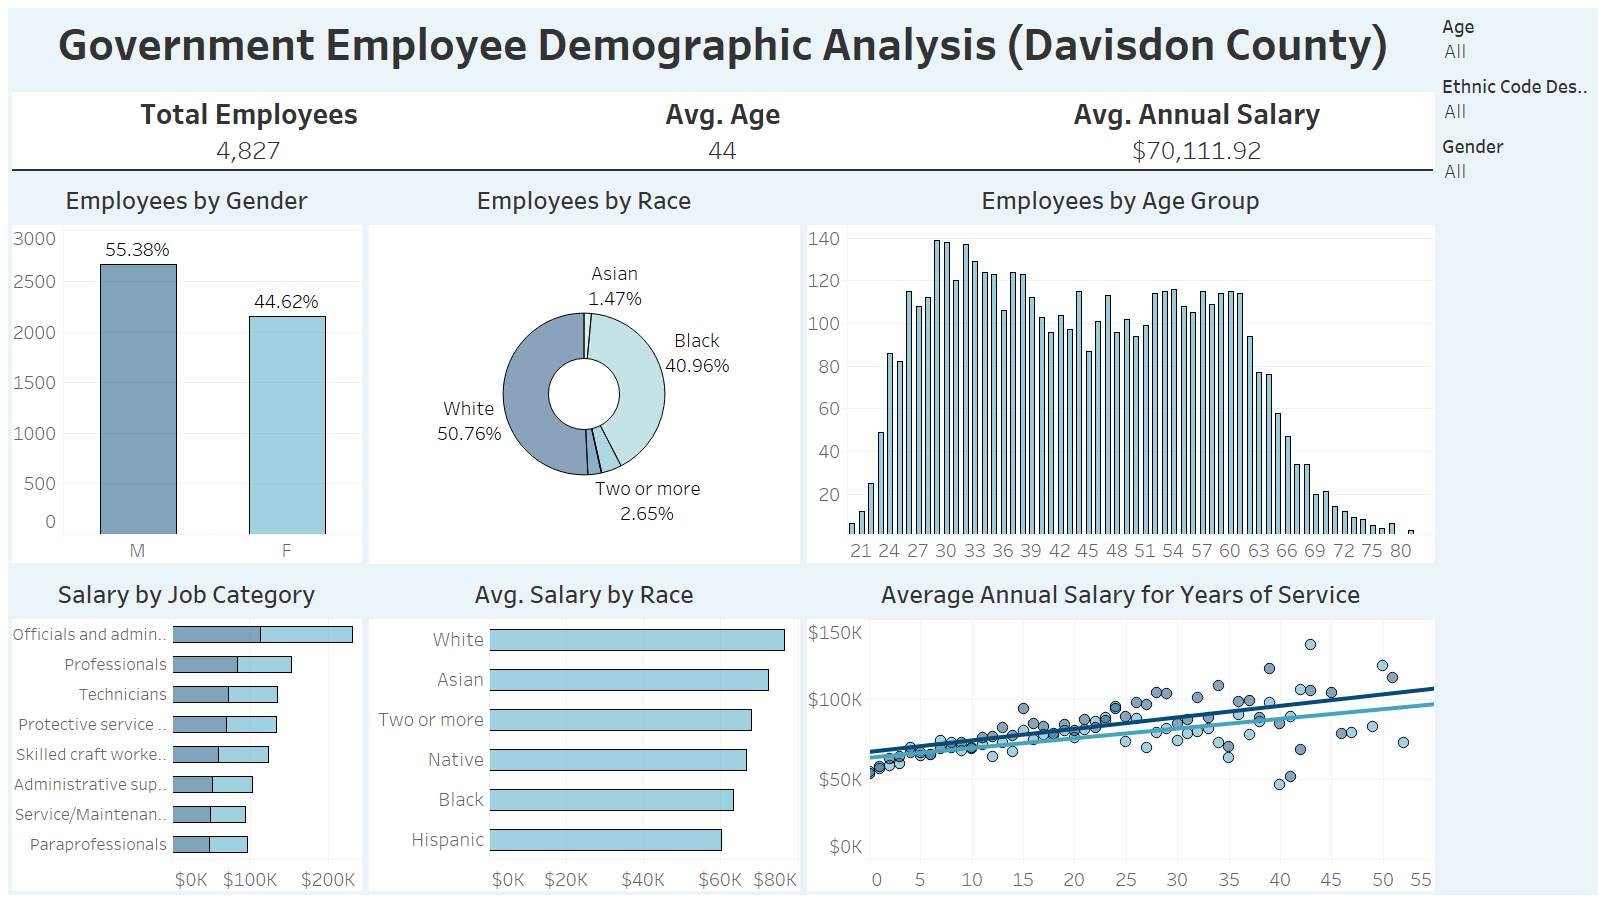 Government Employee Demographic Analysis (Davisdon County)
Age
All
Ethnic Code Des..
All
Gender
All
Total Employees
4,827
Avg. Age
44
Avg. Annual Salary
$70,111.92
Employees by Gender
3000
2500
2000
1500
1000
500
0
55.38%
44.62%
M F
Employees by Race
Asian
1.47%
Black
40.96%
White
50.76%
Two or more
2.65%
Employees by Age Group
140
120
100
80
60
40
20
21 24 27 30 33 36 39 42 45 48 51 54 57 60 63 66 69 72 75 80
Salary by Job Category
Officials and admin..
Professionals
Technicians
Protective service ..
Skilled craft worke..
Administrative sup..
Service/Maintenan..
Paraprofessionals
$0K $100K $200K
Avg. Salary by Race
White
Asian
Two or more
Native
Black
Hispanic
$0K $20K $40K $60K $80K
Average Annual Salary for Years of Service
$150K
$100K
$50K
$0K
0 5 10 15 20 25 30 35 40 45 50 55